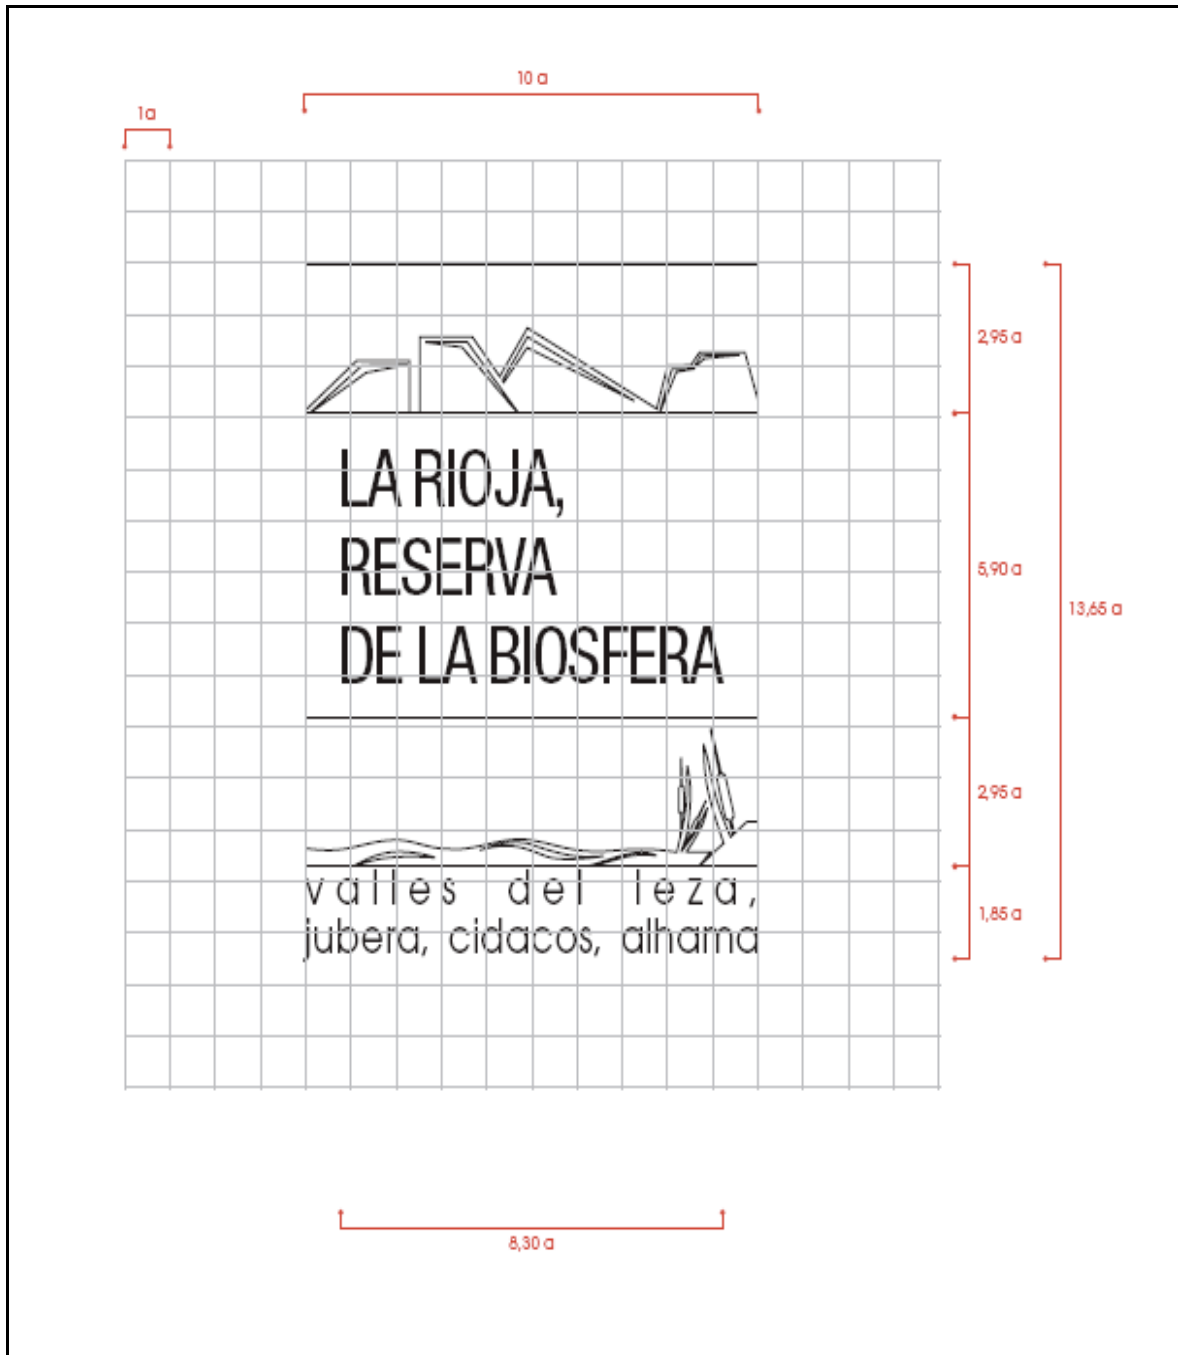 10 a
1a
2,95 a
LA RIOJA,
RESERVA
5,90 a
13,65 a
DE LA BIOSFERA
2,95 a
valles del leza,
1,85 a
jubera, cidacos, alhama
8,30 a